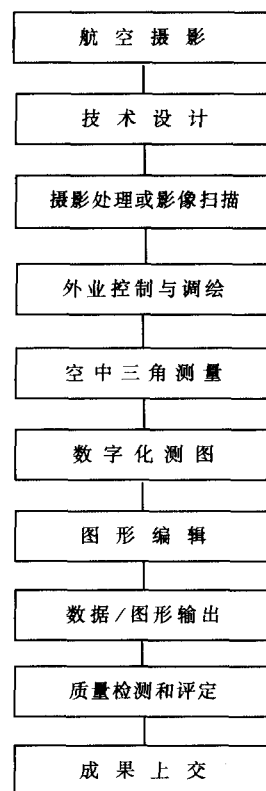 航空摄影
技术设计
摄影处理或影像扫描
外业控制与调绘
空中三角测量
数字化测图
图形编辑
数据/图形输出
质量检测和评定
成果上交